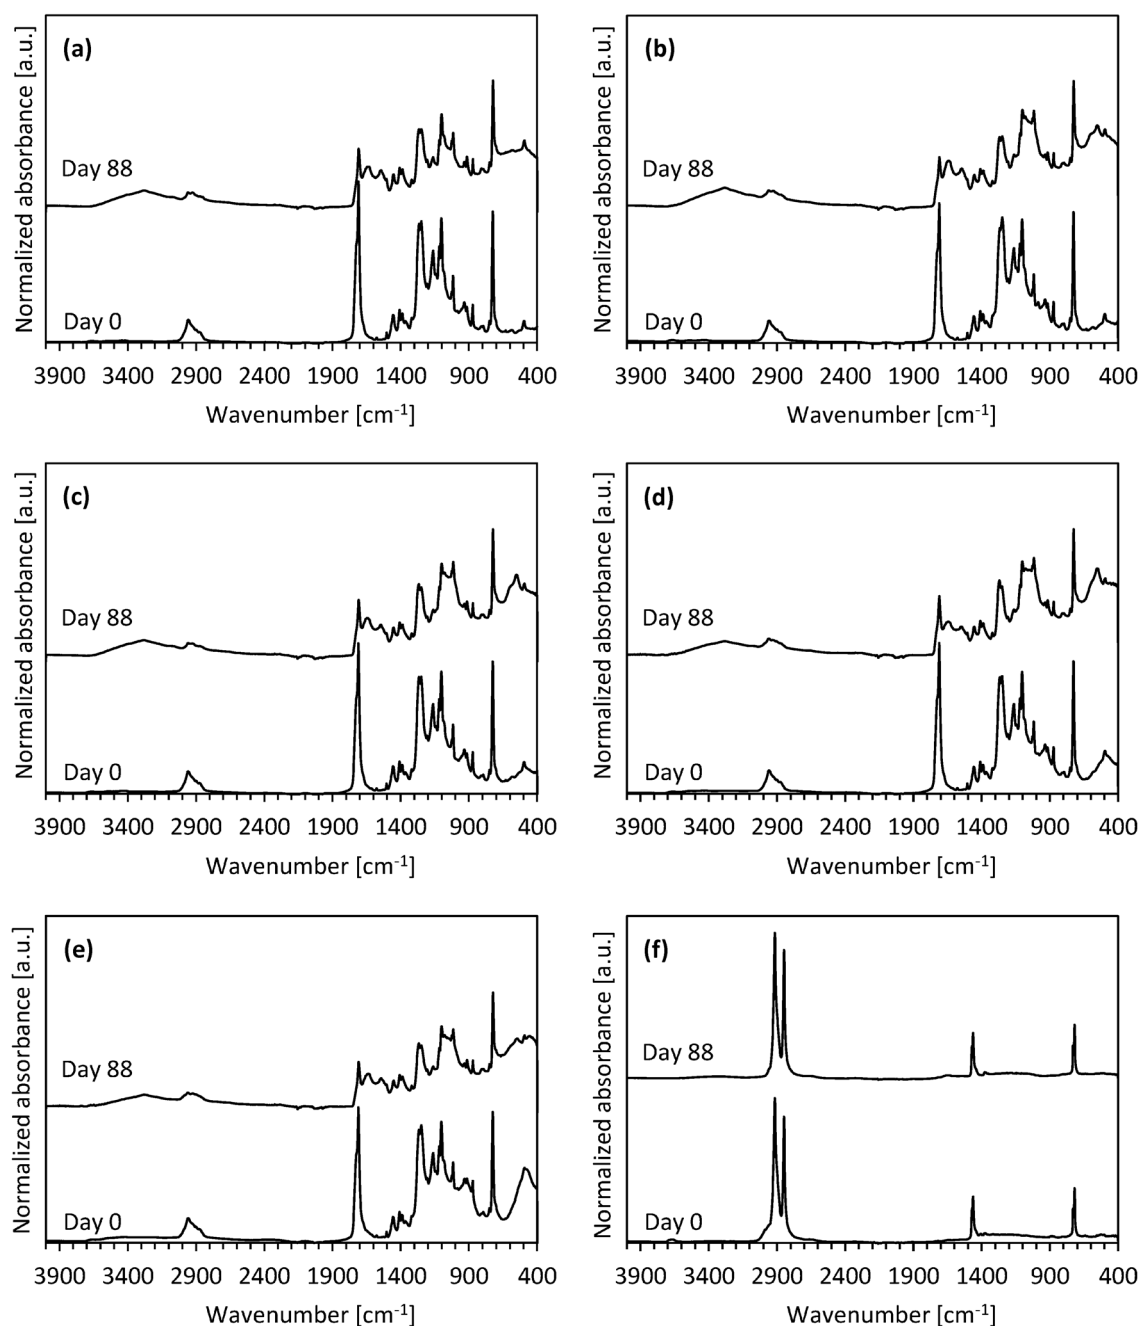 (a)
Normalized absorbance [a.u.]
Day 88
Day 0
3900 3400 2900 2400 1900 1400 900 400
Wavenumber [cm-1]
(b)
Normalized absorbance [a.u.]
Day 88
Day 0
3900 3400 2900 2400 1900 1400 900 400
Wavenumber [cm-1]
(c)
Normalized absorbance [a.u.]
Day 88
Day 0
3900 3400 2900 2400 1900 1400 900 400
Wavenumber [cm-1]
(d)
Normalized absorbance [a.u.]
Day 88
Day 0
3900 3400 2900 2400 1900 1400 900 400
Wavenumber [cm-1]
(e)
Normalized absorbance [a.u.]
Day 88
Day 0
3900 3400 2900 2400 1900 1400 900 400
Wavenumber [cm-1]
(f)
Normalized absorbance [a.u.]
Day 88
Day 0
3900 3400 2900 2400 1900 1400 900 400
Wavenumber [cm-1]